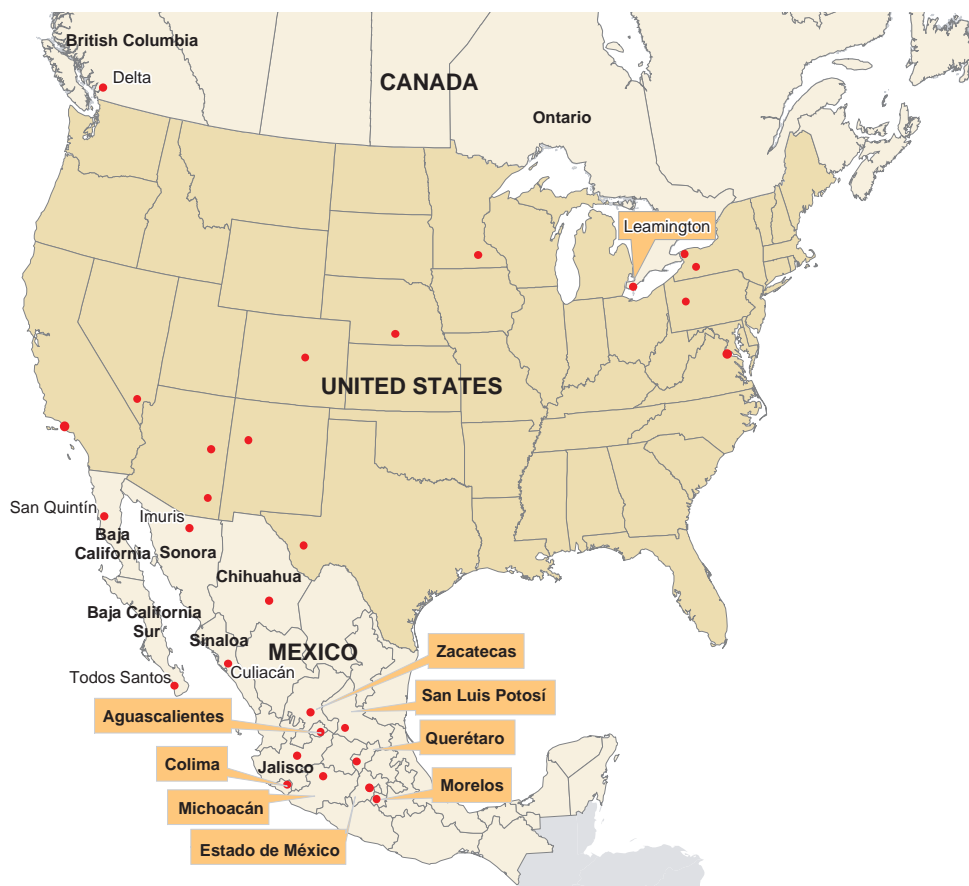 British Columbia
Delta
CANADA
Ontario
Leamington
UNITED STATES
San Quintín
Imuris
Baja
California
Sonora
Chihuahua
Baja California
Sur
Sinaloa
MEXICO
Culiacán
Todos Santos
Zacatecas
San Luis Potosí
Aguascalientes
Querétaro
Colima
Jalisco
Morelos
Michoacán
Estado de México